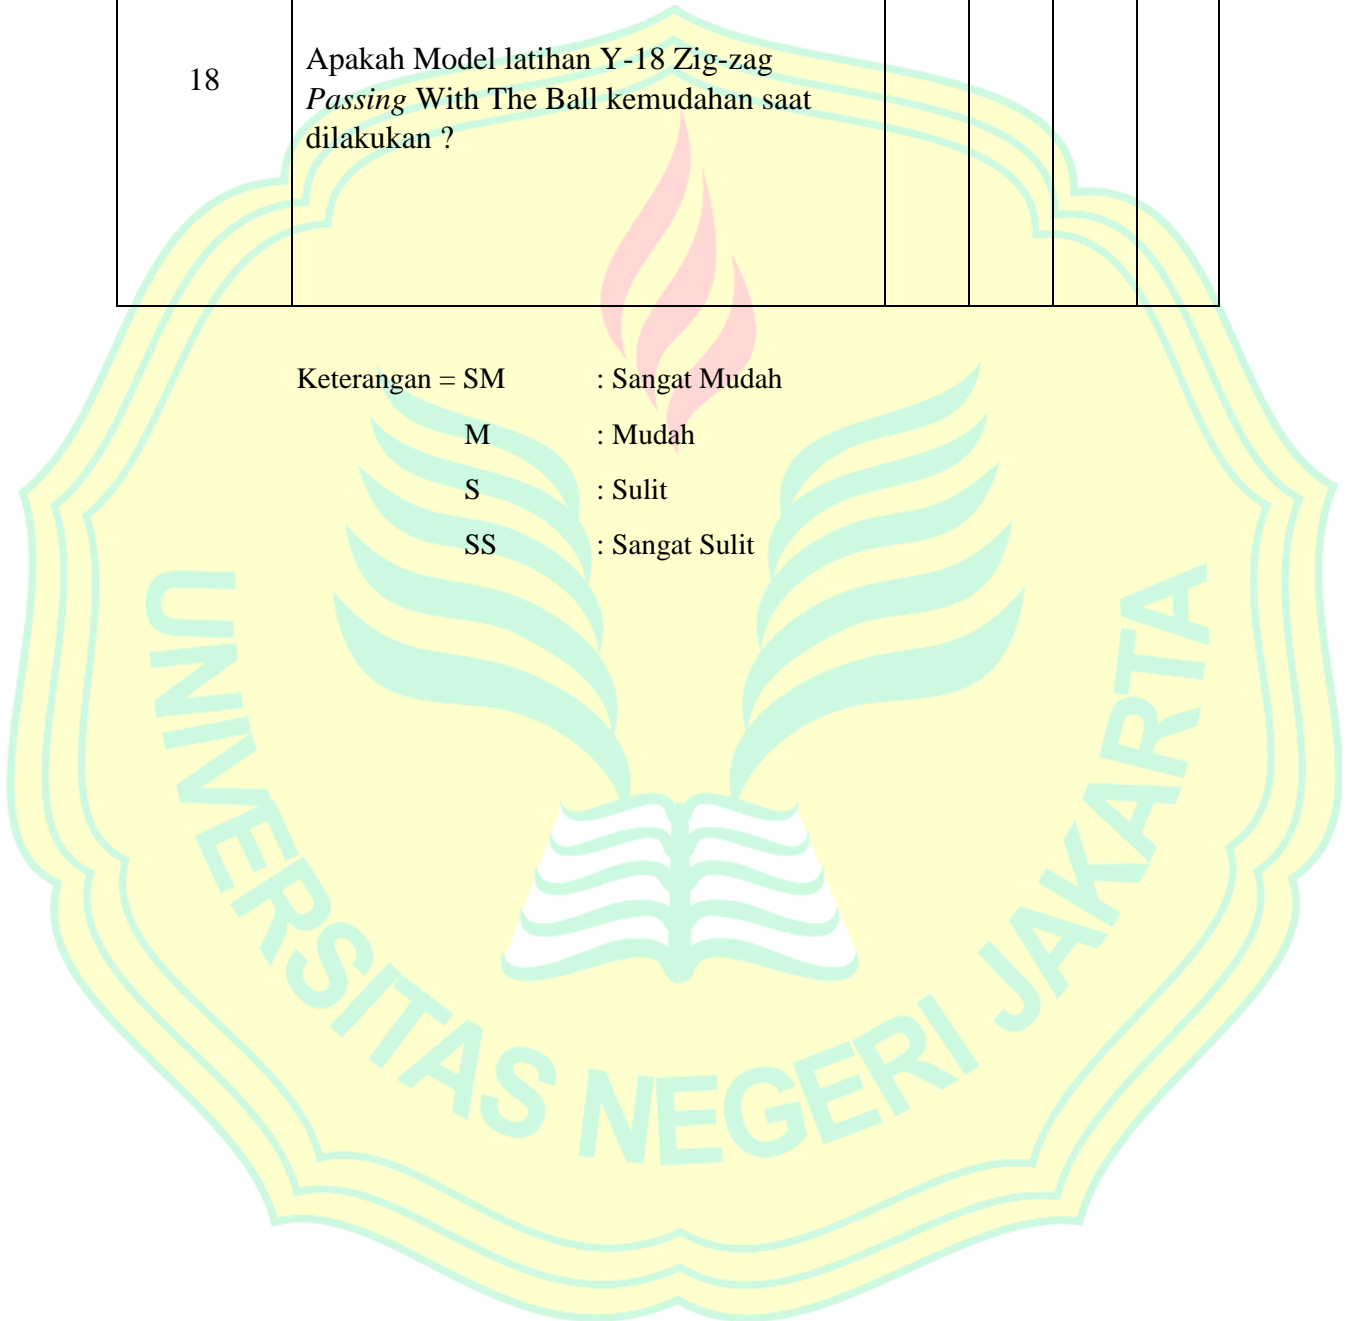 18
Apakah Model latihan Y-18 Zig-zag
Passing With The Ball kemudahan saat
dilakukan ?
Keterangan = SM : Sangat Mudah
M : Mudah
S : Sulit
SS : Sangat Sulit
UNIVERSITAS NEGERI JAKARTA